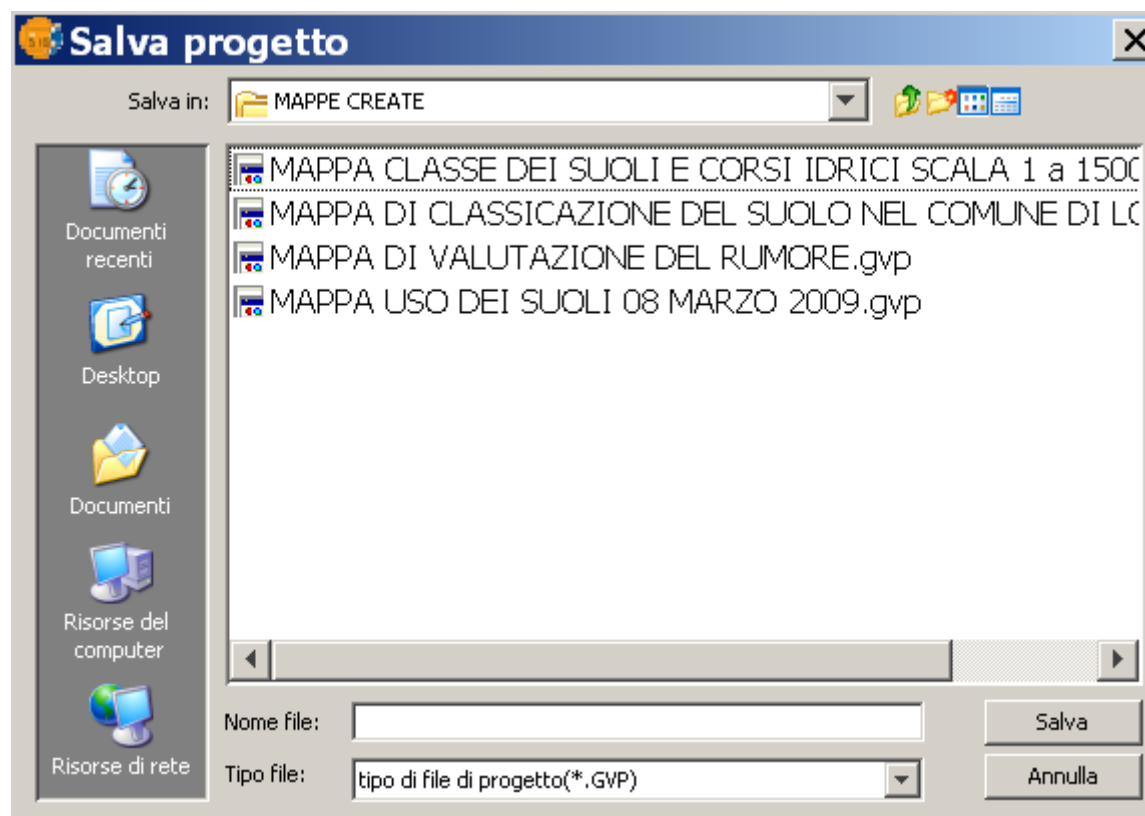 Salva progetto
Salva in:
MAPPE CREATE
MAPPA CLASSE DEI SUOLI E CORSI IDRICI SCALA 1 a
MAPPA DI CLASSICAZIONE DEL SUOLO NEL COMUNE DI
MAPPA DI VALUTAZIONE DEL RUMORE.gvp
MAPPA USO DEI SUOLI 08 MARZO 2009.gvp
Documenti
recenti
Desktop
Documenti
Risorse del
computer
Risorse di rete
Nome file:
Salva
Tipo file:
tipo di file di progetto(*.GVP)
Annulla